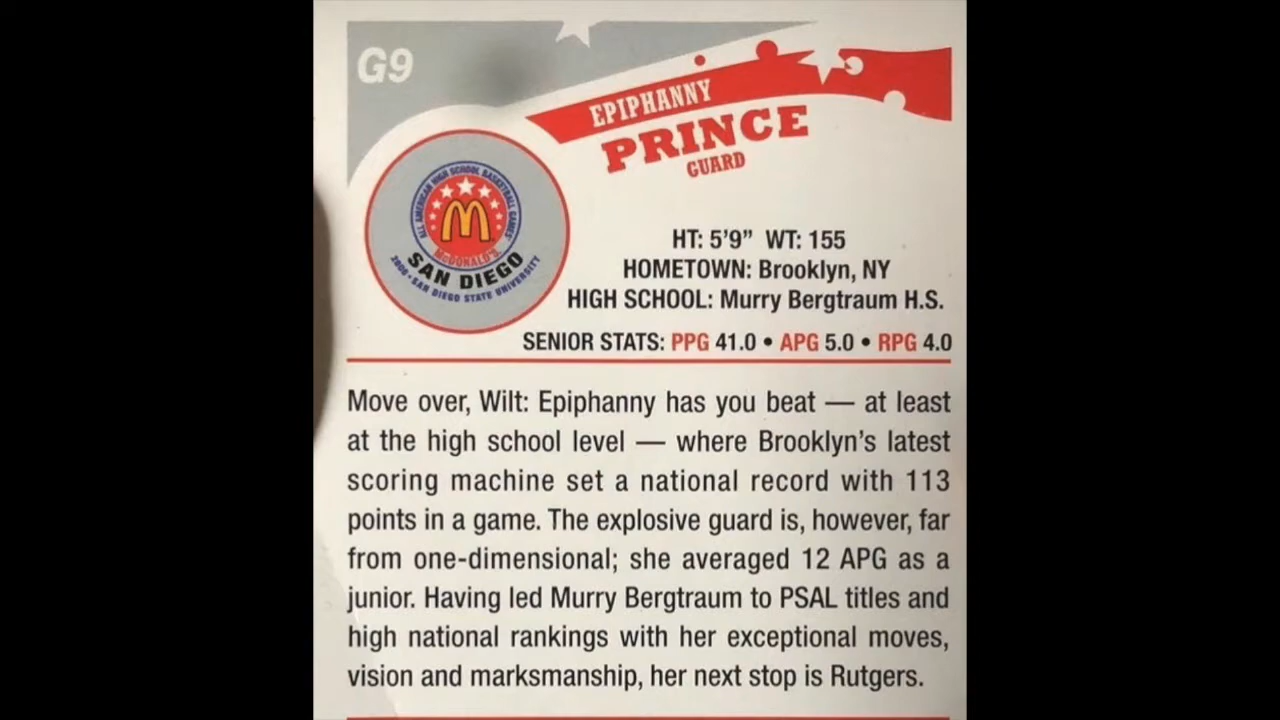 G9
EPIPHANNY
PRINCE
GUARD
ALL AMERICAN HIGH SCHOOL BASKETBALL GAMES
McDONALD'S
SAN DIEGO
2006 • SAN DIEGO STATE UNIVERSITY
HT: 5’9” WT: 155
HOMETOWN: Brooklyn, NY
HIGH SCHOOL: Murry Bergtraum H.S.
SENIOR STATS: PPG 41.0 • APG 5.0 • RPG 4.0
Move over, Wilt: Epiphanny has you beat — at least
at the high school level — where Brooklyn’s latest
scoring machine set a national record with 113
points in a game. The explosive guard is, however, far
from one-dimensional; she averaged 12 APG as a
junior. Having led Murry Bergtraum to PSAL titles and
high national rankings with her exceptional moves,
vision and marksmanship, her next stop is Rutgers.